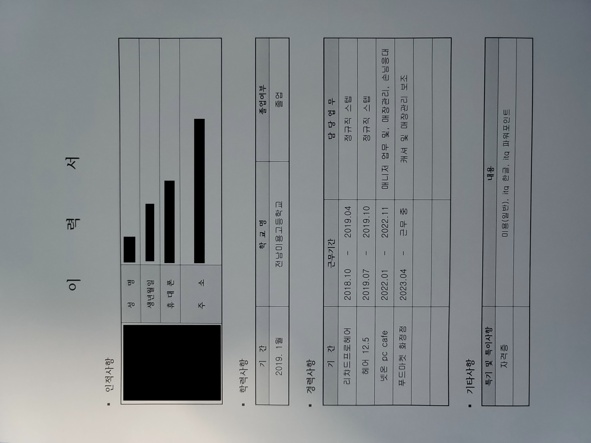 이 력 서
• 인적사항
성 명
생년월일
휴 대 폰
주 소
• 학력사항
기 간 학 교 명 졸업여부
2019. 1월 전남미용고등학교 졸업
• 경력사항
기 간 근무기간 담 당 업 무
리챠드프로헤어 2018.10 - 2019.04 정규직 스텝
헤어 12.5 2019.07 - 2019.10 정규직 스텝
넷온 pc cafe 2022.01 - 2022.11 매니저 업무 및, 매장관리, 손님응대
푸드마켓 화정점 2023.04 - 근무 중 캐셔 및 매장관리 보조
• 기타사항
특기 및 특이사항 내용
자격증 미용(일반), itq 한글, itq 파워포인트